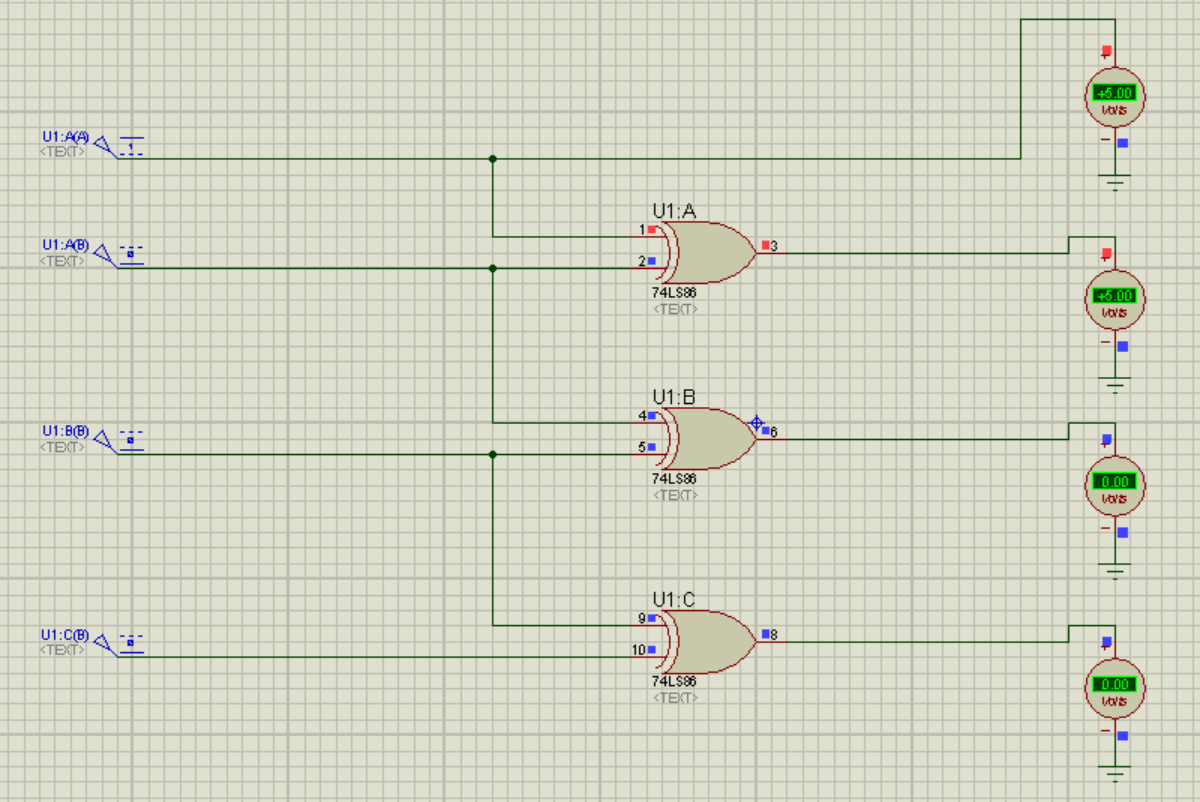 +5.00
Volts
U1:A(A)
<TEXT>
1
U1:A
U1:A(B)
<TEXT>
0
1
2
3
74LS86
<TEXT>
+5.00
Volts
U1:B
U1:B(B)
<TEXT>
0
4
5
6
74LS86
<TEXT>
0.00
Volts
U1:C
U1:C(B)
<TEXT>
0
9
10
8
74LS86
<TEXT>
0.00
Volts